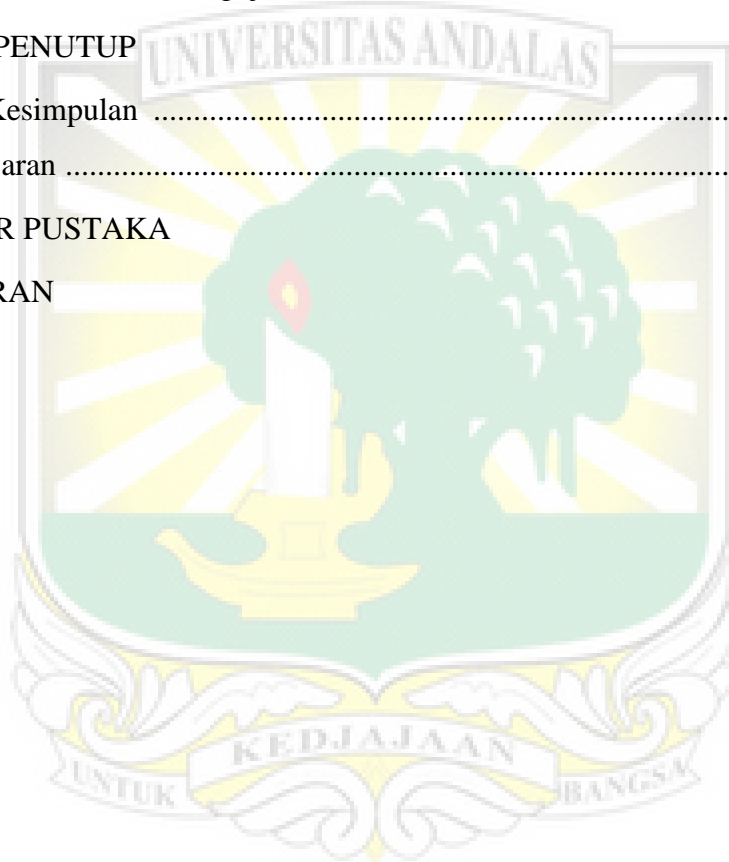 UNIVERSITAS ANDALAS
PENUTUP
Kesimpulan ........................................................................
aran ...................................................................................
R PUSTAKA
RAN
KEDJAJAAN
UNTUK BANGSA